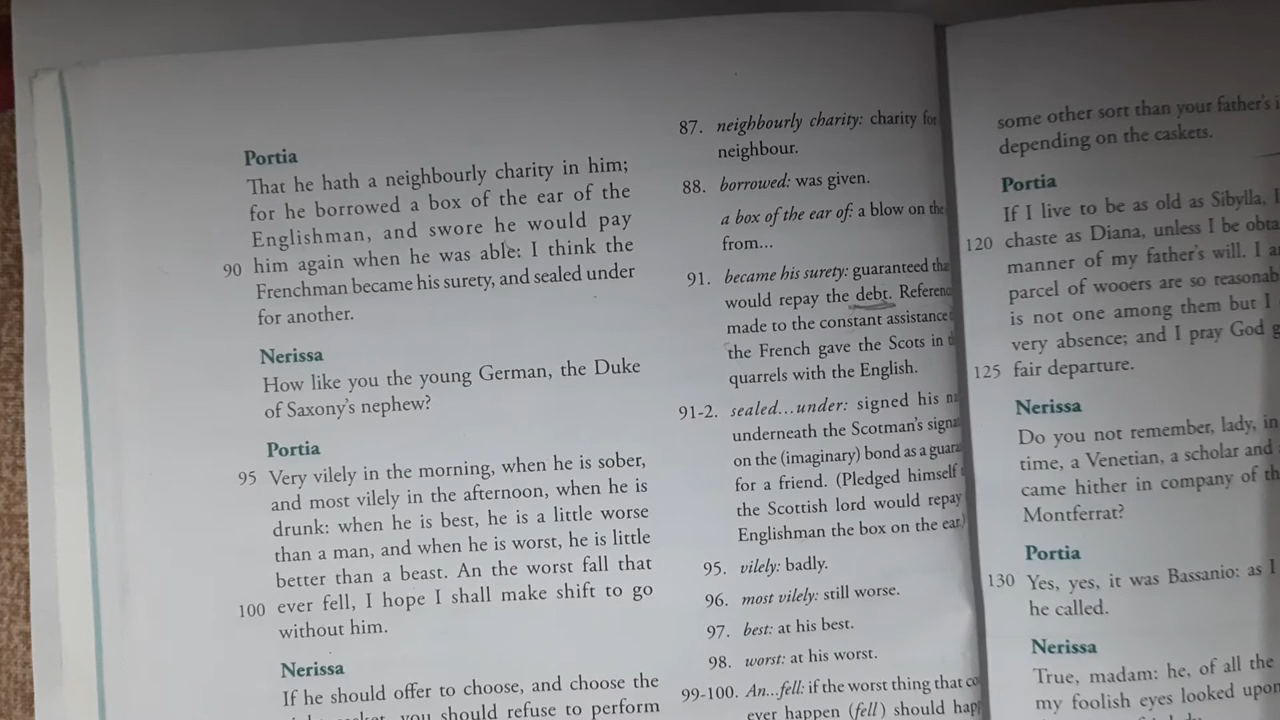 Portia
That he hath a neighbourly charity in him;
for he borrowed a box of the ear of the
Englishman, and swore he would pay
90 him again when he was able: I think the
Frenchman became his surety, and sealed under
for another.
Nerissa
How like you the young German, the Duke
of Saxony's nephew?
Portia
95 Very vilely in the morning, when he is sober,
and most vilely in the afternoon, when he is
drunk: when he is best, he is a little worse
than a man, and when he is worst, he is little
better than a beast. An the worst fall that
100 ever fell, I hope I shall make shift to go
without him.
Nerissa
If he should offer to choose, and choose the
you should refuse to perform
87. neighbourly charity: charity for
neighbour.
88. borrowed: was given.
a box of the ear of: a blow on the
from...
91. became his surety: guaranteed
would repay the debt.
made to the constant assistance
the French gave the Scots in
quarrels with the English.
91-2. sealed...under: signed his
underneath the Scotman's
on the (imaginary) bond as a
for a friend. (Pledged himself
the Scottish lord would repay
Englishman the box on the ear.)
95. vilely: badly.
96. most vilely: still worse.
97. best: at his best.
98. worst: at his worst.
99-100. An...fell: if the worst thing that
ever happen (fell) should
some other sort than your father's
depending on the caskets.
Portia
If I live to be as old as Sibylla, I
120 chaste as Diana, unless I be
manner of my father's will. I
parcel of wooers are so
is not one among them but I
very absence; and I pray God
125 fair departure.
Nerissa
Do you not remember, lady, in
time, a Venetian, a scholar and
came hither in company of
Montferrat?
Portia
130 Yes, yes, it was Bassanio: as I
he called.
Nerissa
True, madam: he, of all the
my foolish eyes looked upon